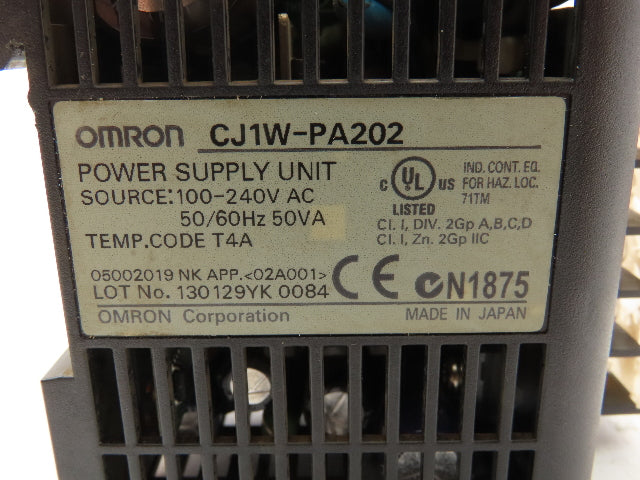 OMRON CJ1W-PA202
POWER SUPPLY UNIT
SOURCE:100-240V AC
50/60Hz 50VA
TEMP.CODE T4A
C UL US
LISTED
IND. CONT. EQ.
FOR HAZ. LOC.
71TM
Cl. I, DIV. 2Gp A,B,C,D
Cl. I, Zn. 2Gp IIC
05002019 NK APP.<02A001>
LOT No. 130129YK 0084
CE N1875
OMRON Corporation
MADE IN JAPAN